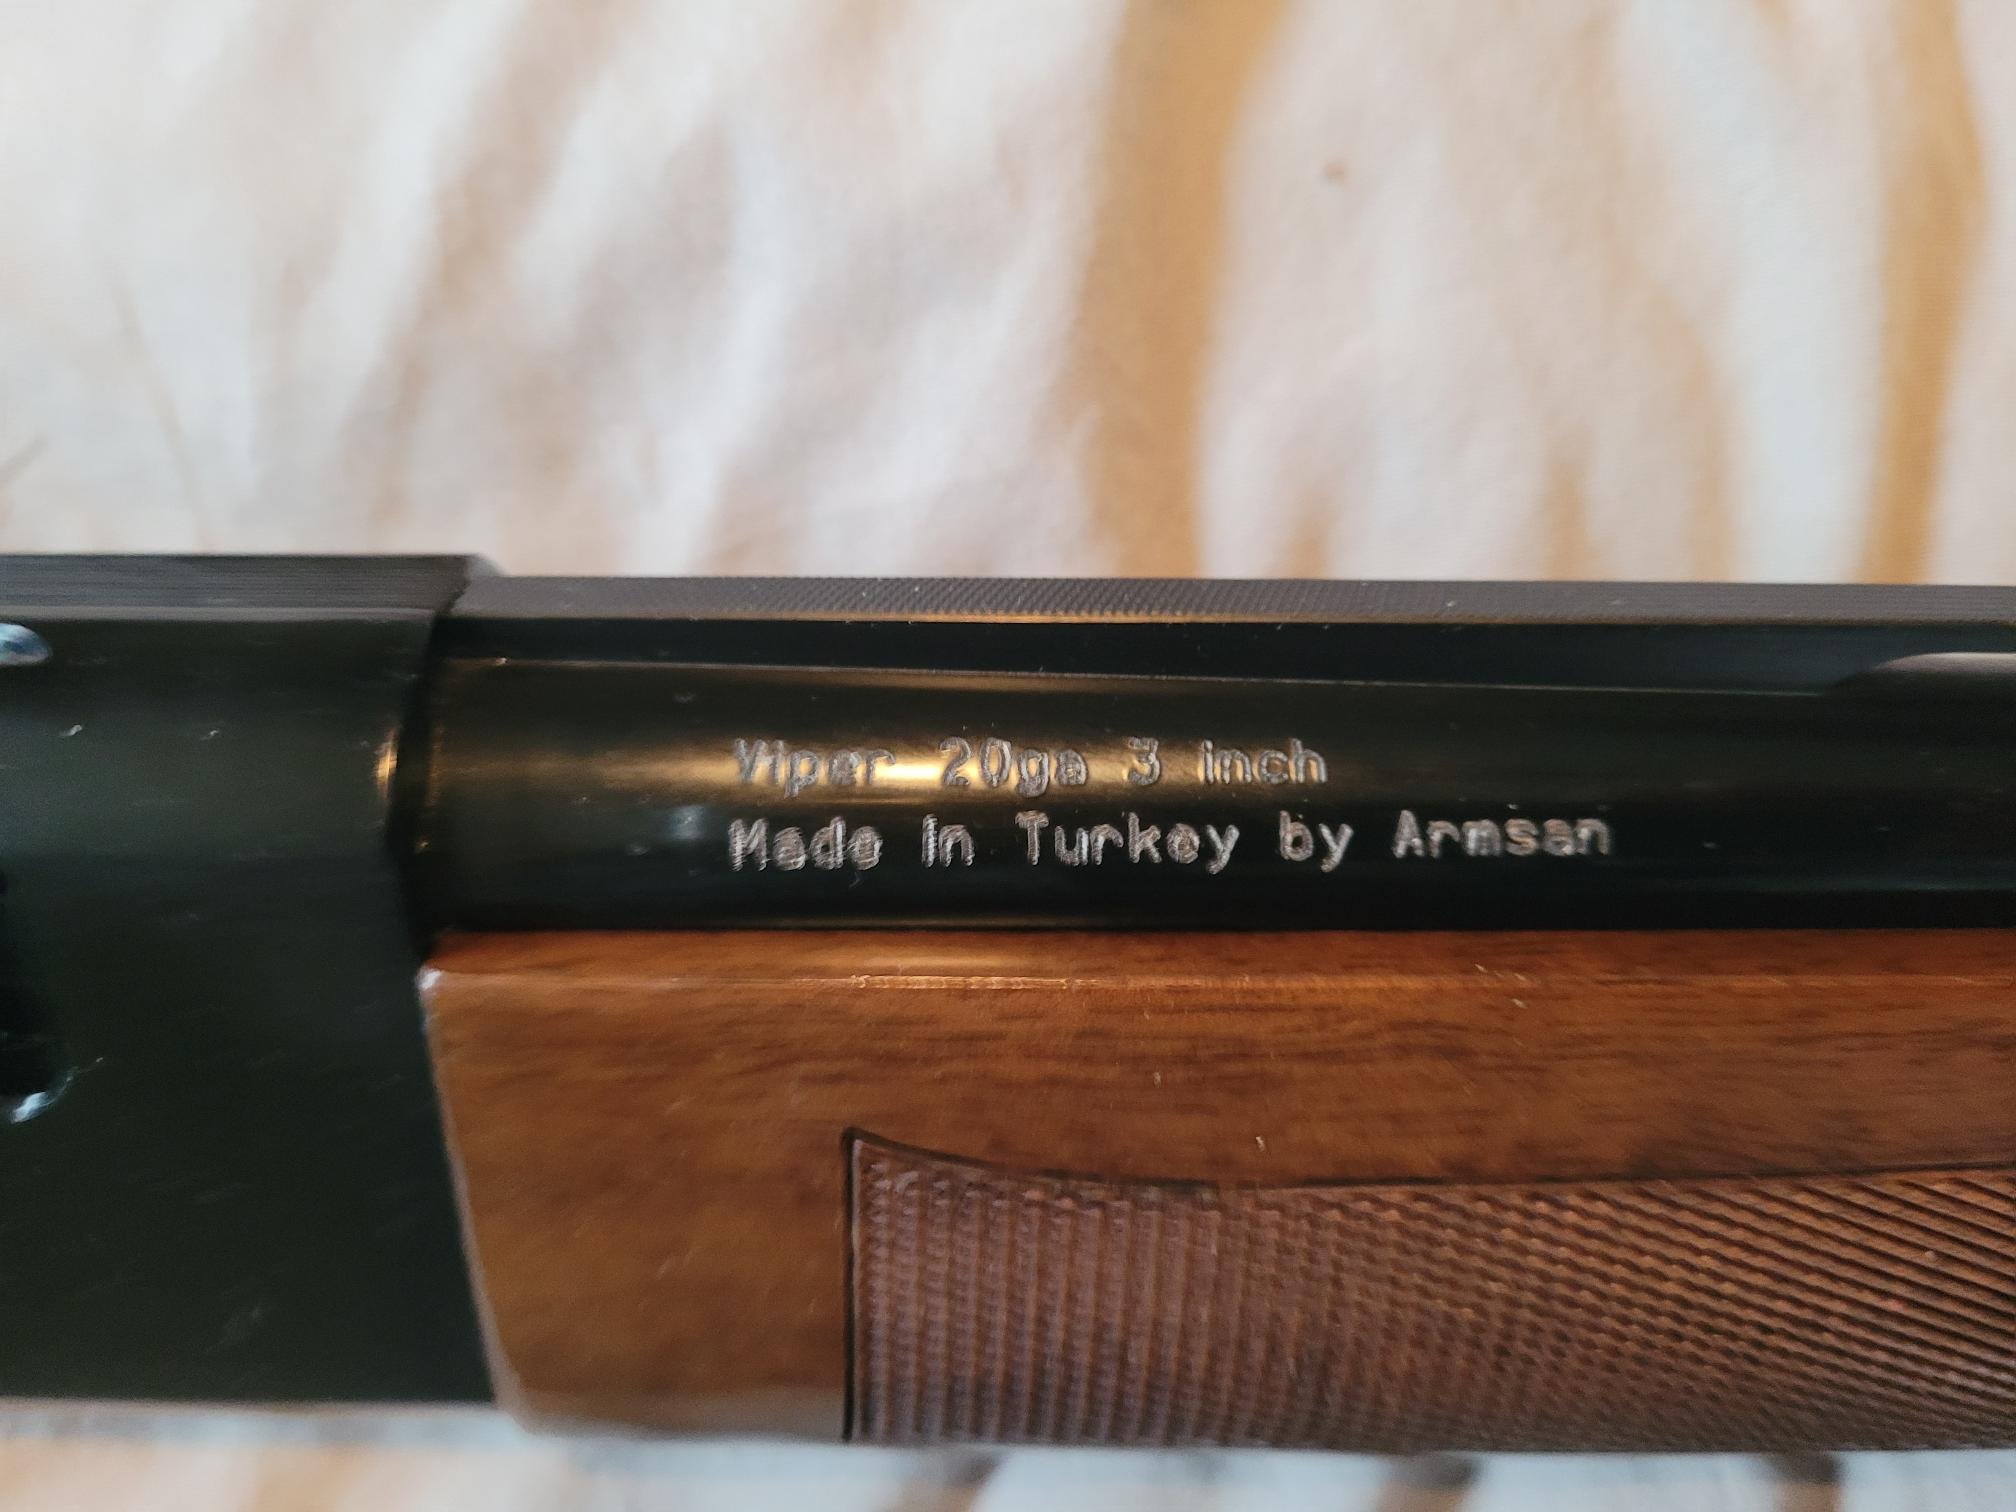 Viper 20ga 3 inch
Made in Turkey by Armsan